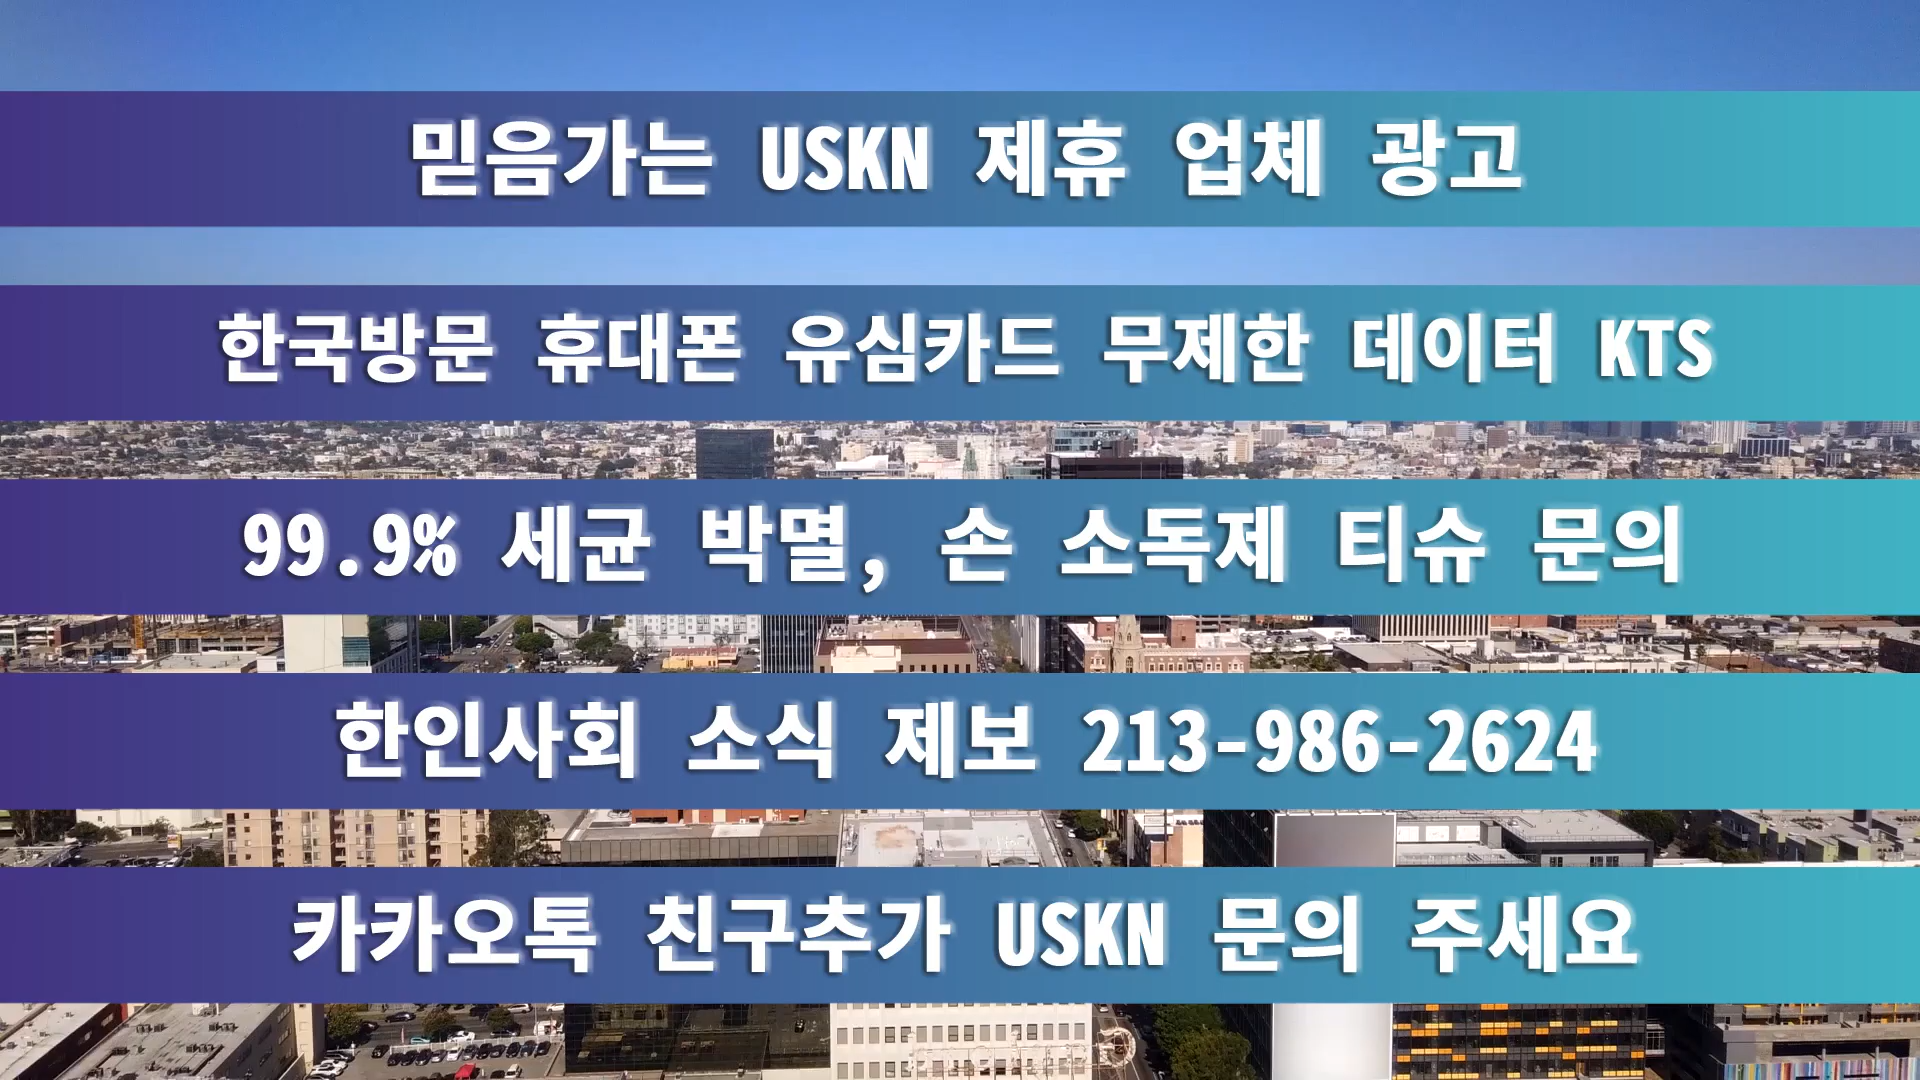 믿음가는 USKN 제휴 업체 광고
한국방문 휴대폰 유심카드 무제한 데이터 KTS
99.9% 세균 박멸, 손 소독제 티슈 문의
한인사회 소식 제보 213-986-2624
카카오톡 친구추가 USKN 문의 주세요